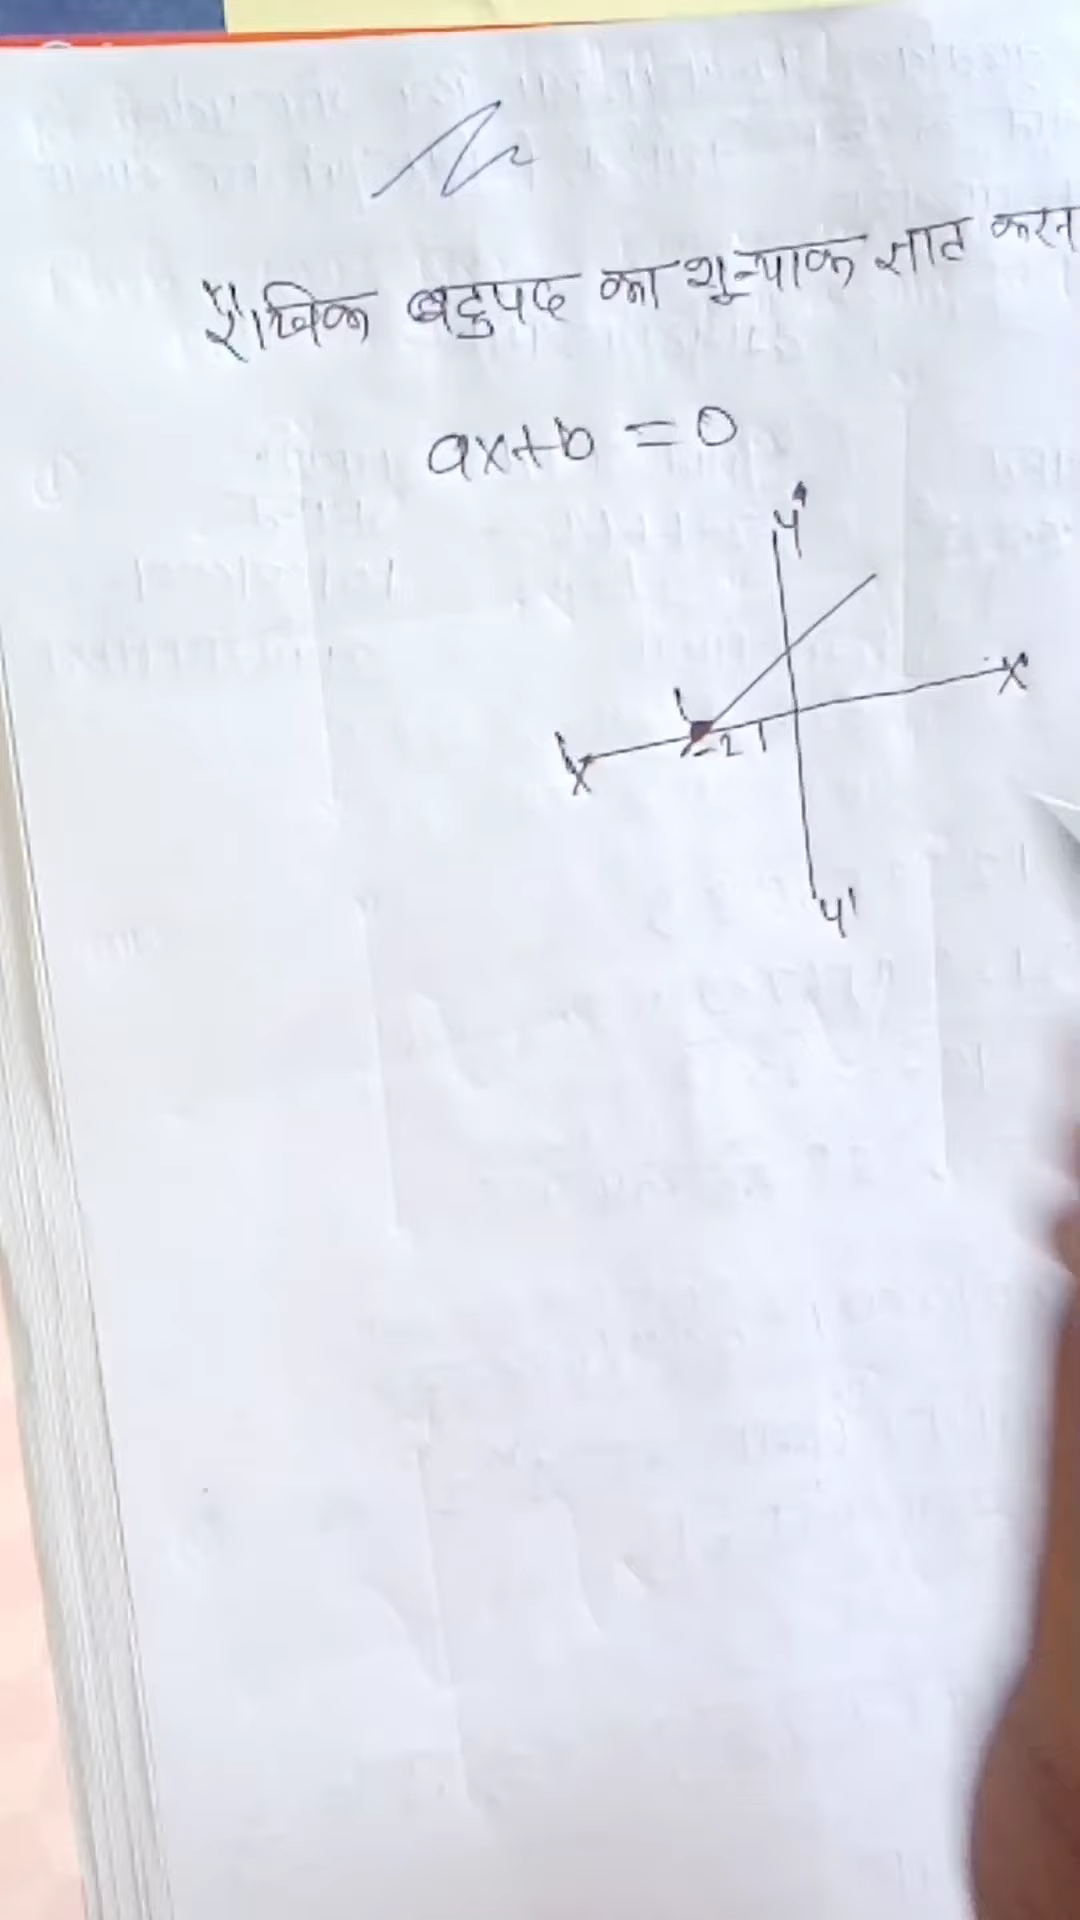 रैखिक बहुपद का शून्याक ज्ञात करन
ax+b = 0
y
x
-2 1
x
y'